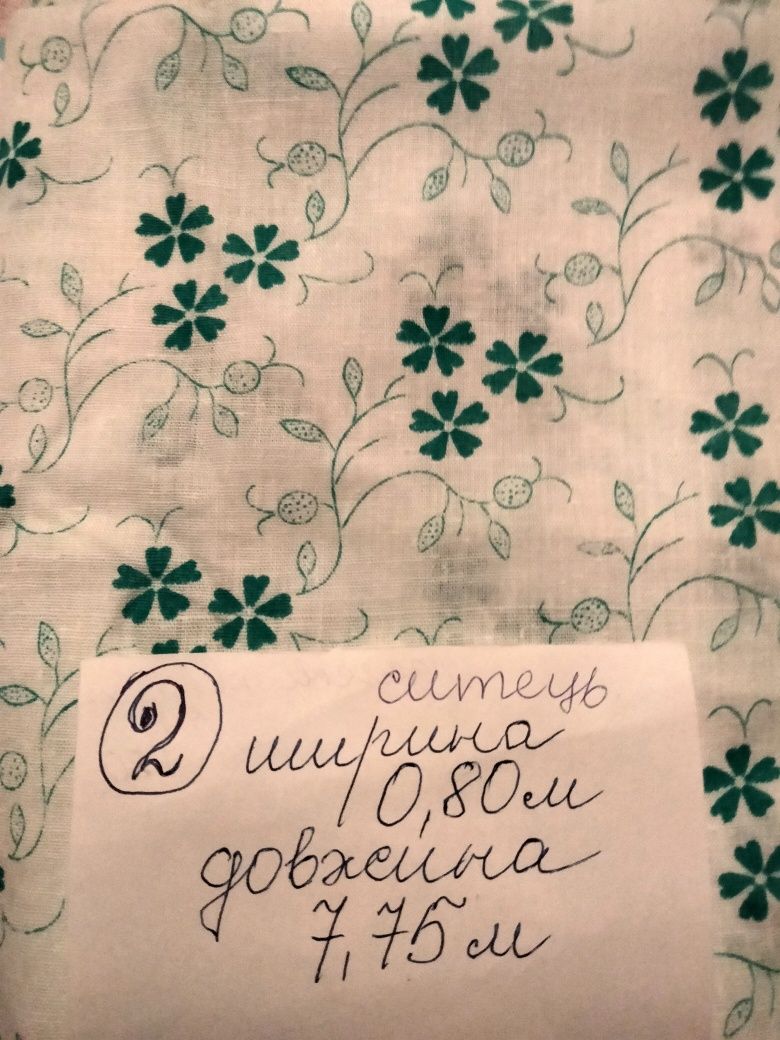 2 ситець
ширина
0,80м
довжина
7,75м